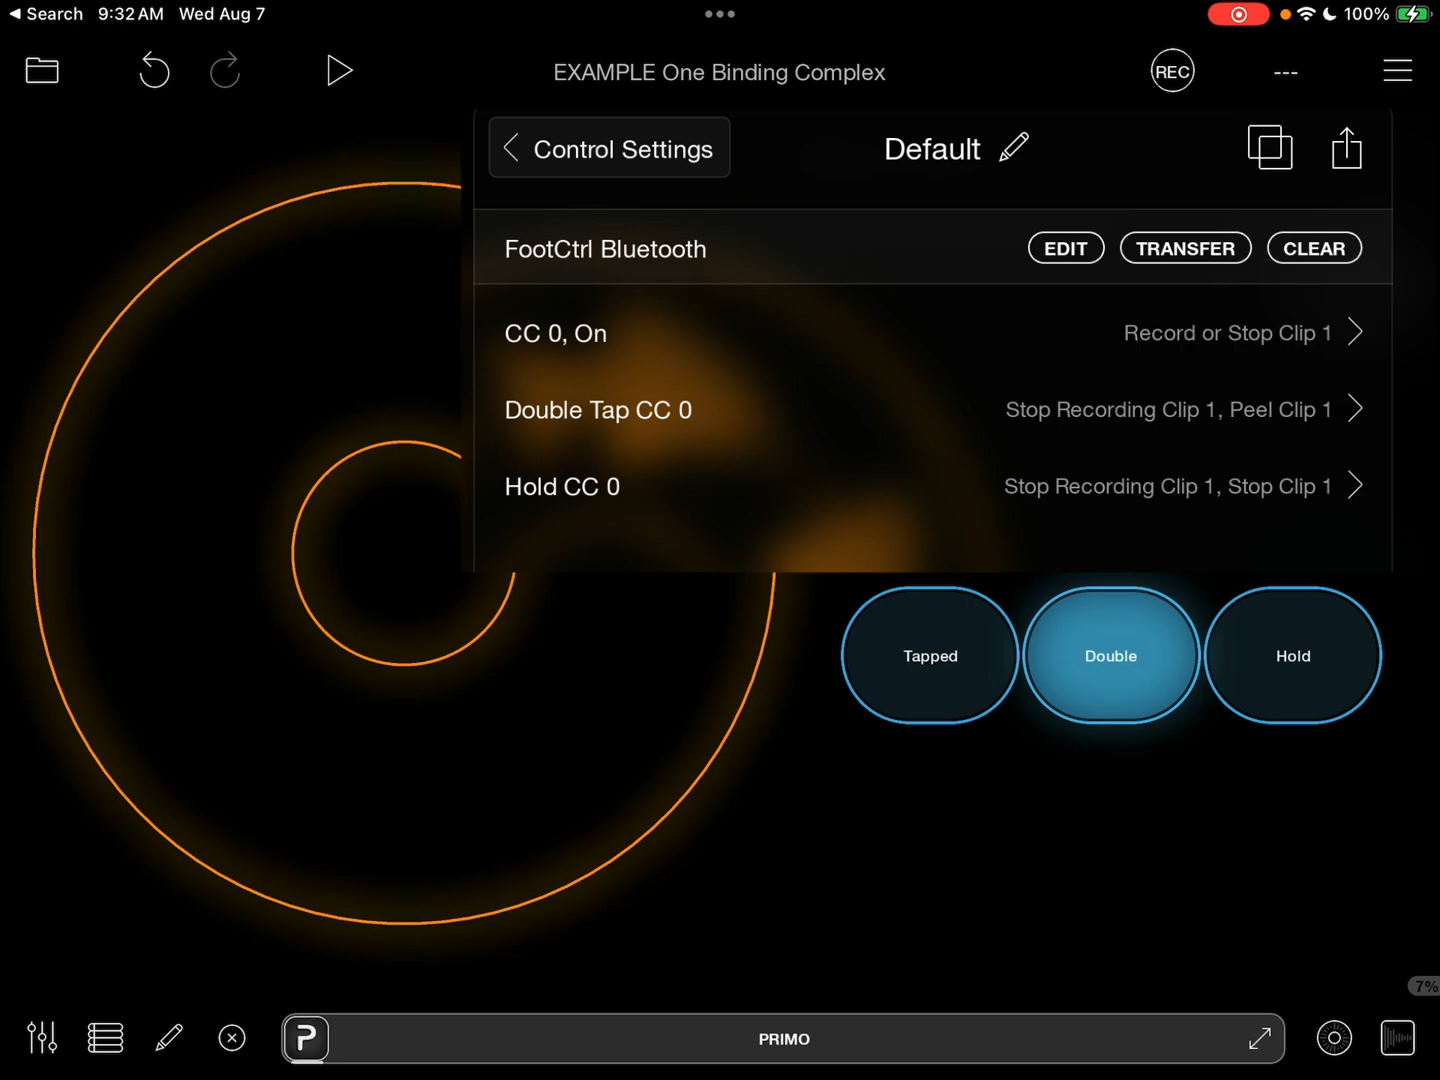 Search 9:32 AM Wed Aug 7
100%
EXAMPLE One Binding Complex
REC
---
Control Settings
Default
FootCtrl Bluetooth
EDIT
TRANSFER
CLEAR
CC 0, On
Record or Stop Clip 1
Double Tap CC 0
Stop Recording Clip 1, Peel Clip 1
Hold CC 0
Stop Recording Clip 1, Stop Clip 1
Tapped
Double
Hold
7%
P
PRIMO